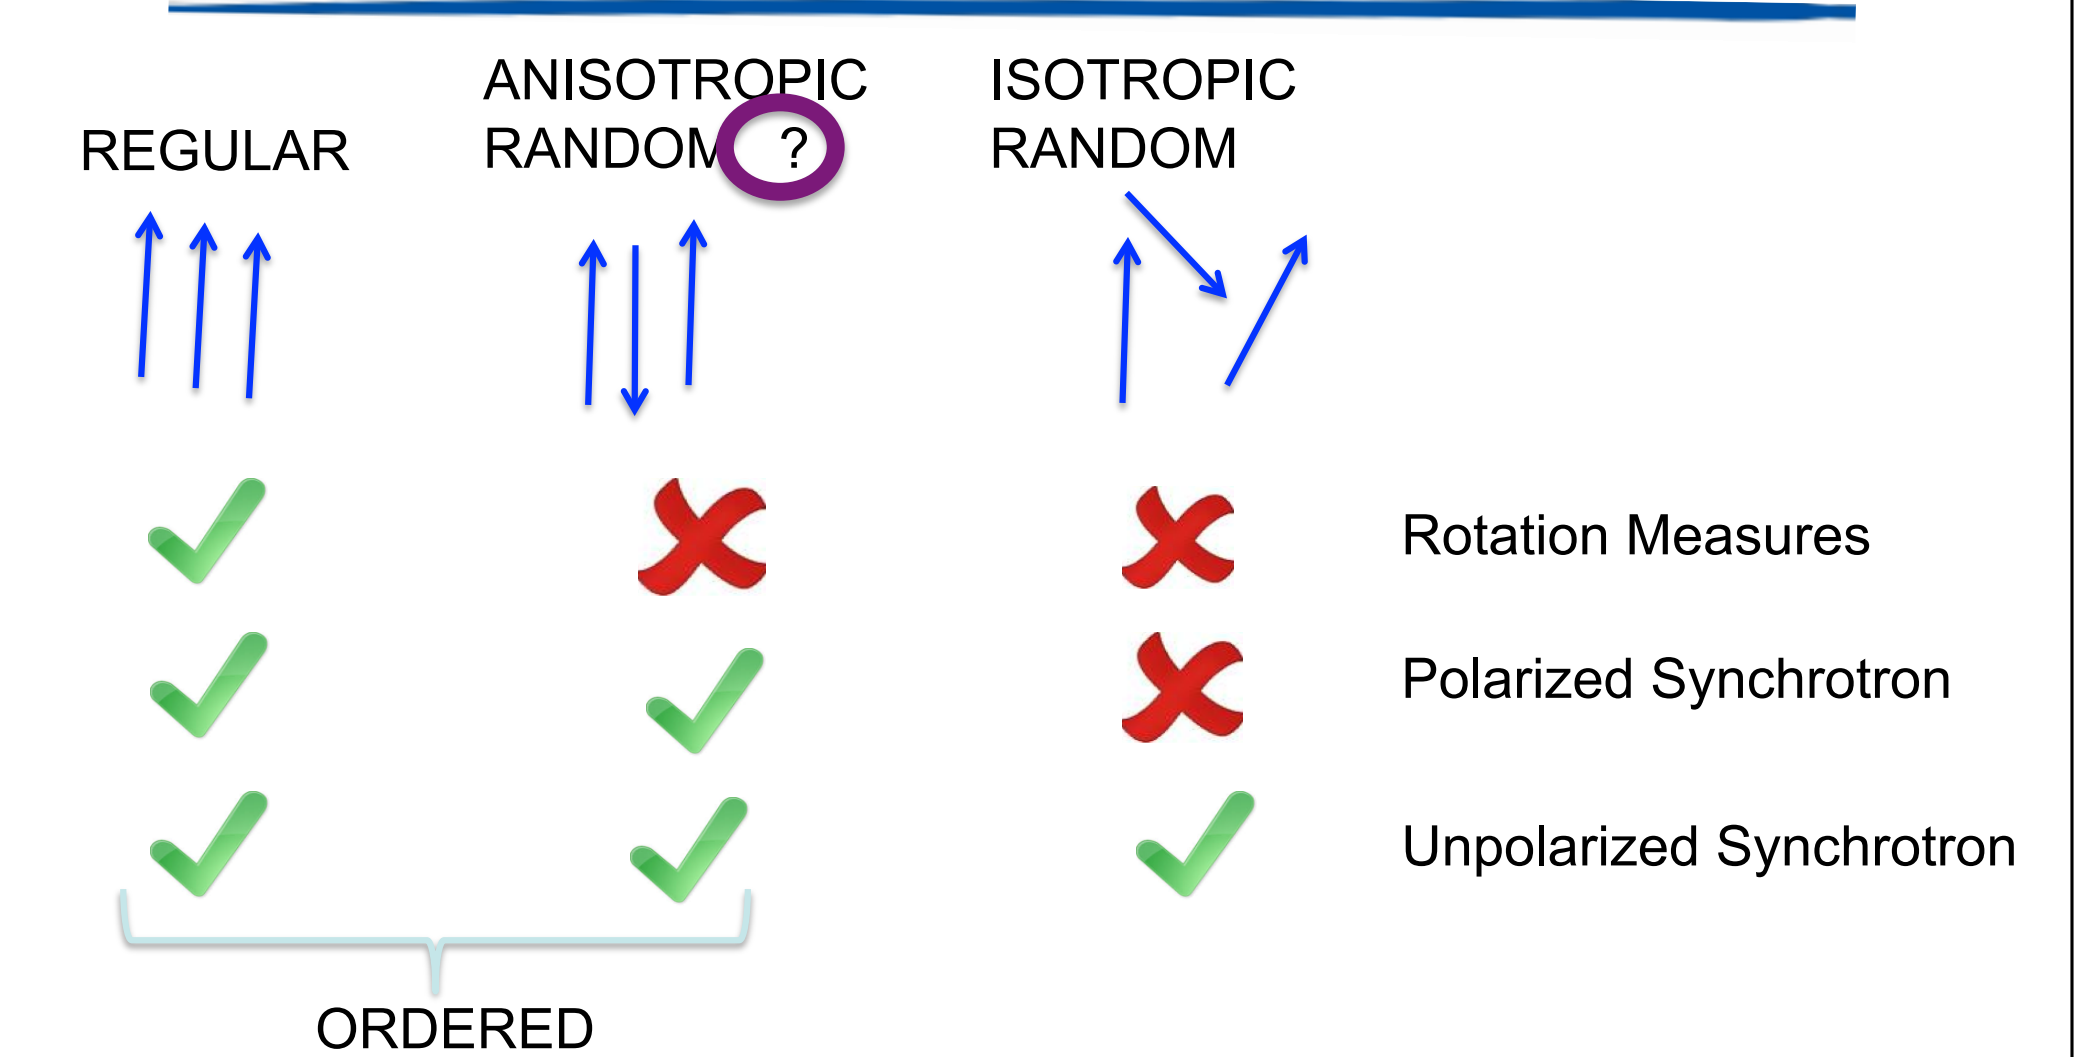 REGULAR
ANISOTROPIC
RANDOM ?
ISOTROPIC
RANDOM
Rotation Measures
Polarized Synchrotron
Unpolarized Synchrotron
ORDERED